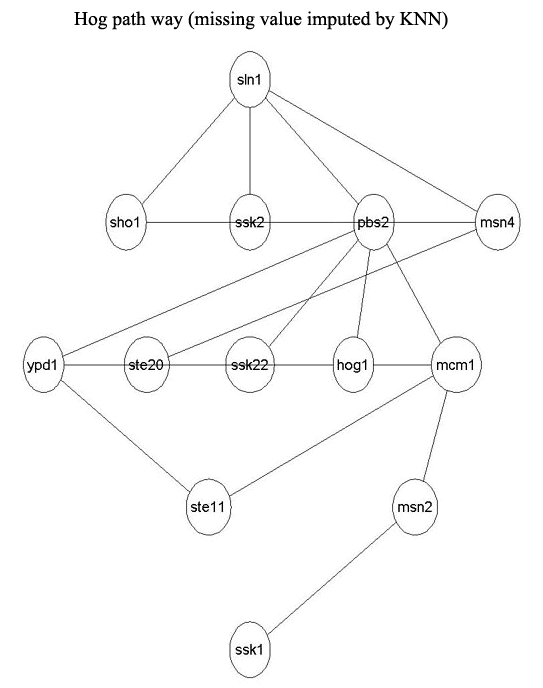 Hog path way (missing value imputed by KNN)
sln1
sho1 ssk2 pbs2 msn4
ypd1 ste20 ssk22 hog1 mcm1
ste11 msn2
ssk1